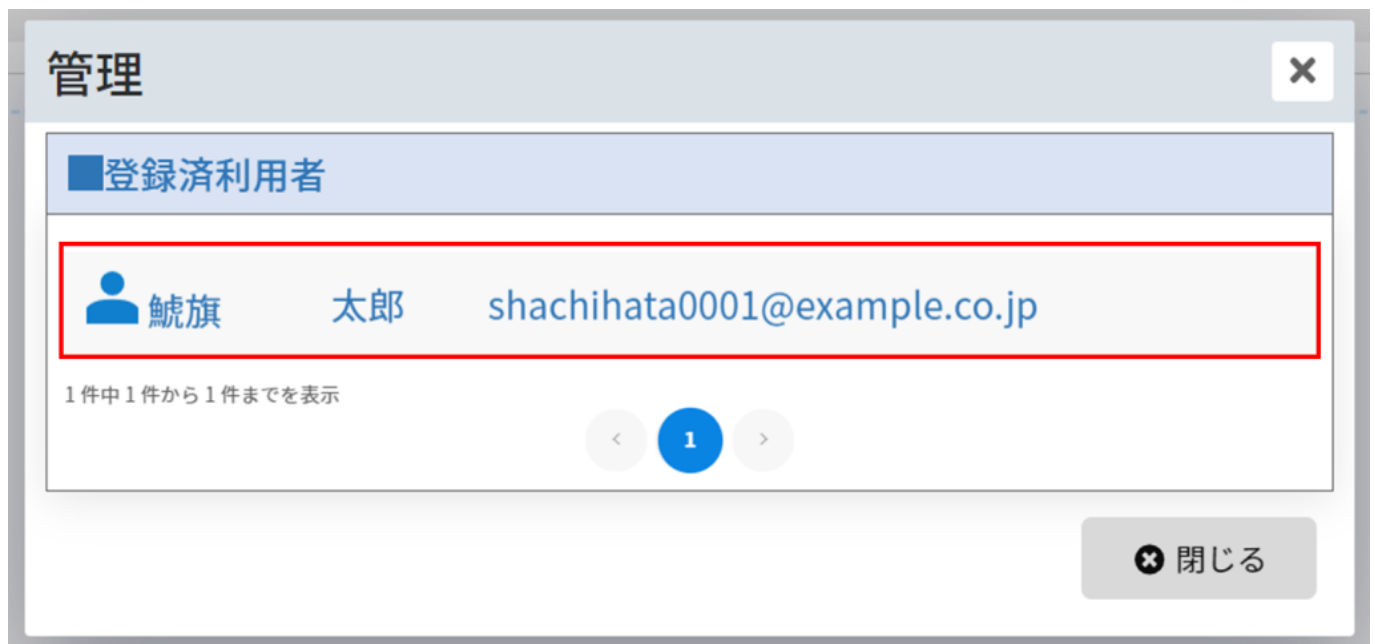 管理
■登録済利用者
鯱旗 太郎 shachihata0001@example.co.jp
1 件中 1 件から 1 件までを表示
‹ 1 ›
閉じる